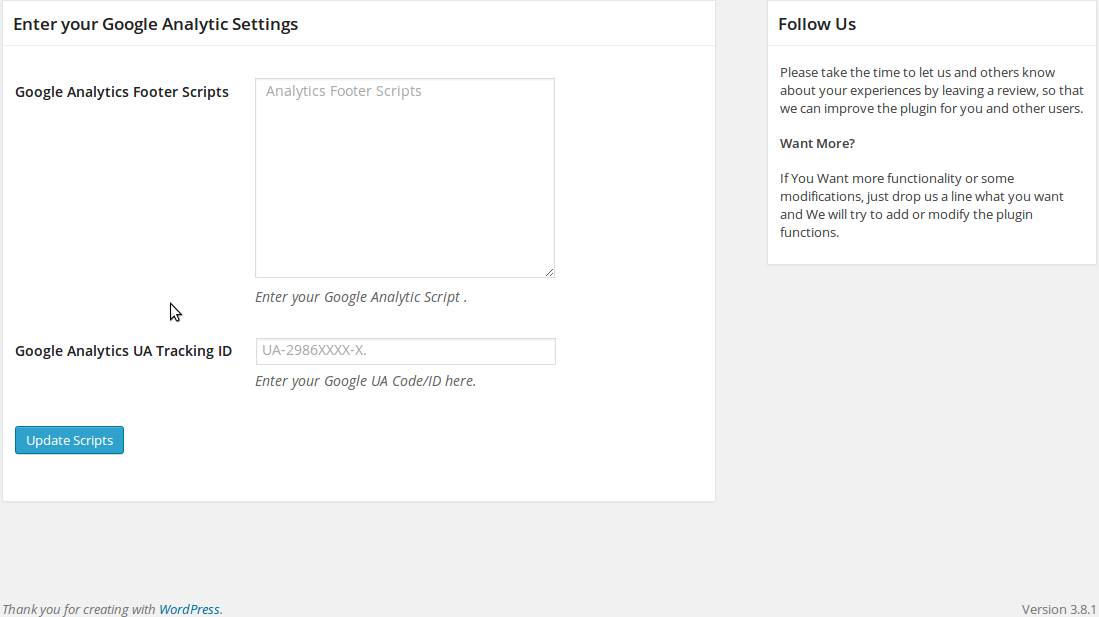 Enter your Google Analytic Settings
Google Analytics Footer Scripts
Analytics Footer Scripts
Enter your Google Analytic Script .
Google Analytics UA Tracking ID
UA-2986XXXX-X.
Enter your Google UA Code/ID here.
Update Scripts
Follow Us
Please take the time to let us and others know
about your experiences by leaving a review, so that
we can improve the plugin for you and other users.
Want More?
If You Want more functionality or some
modifications, just drop us a line what you want
and We will try to add or modify the plugin
functions.
Thank you for creating with WordPress.
Version 3.8.1